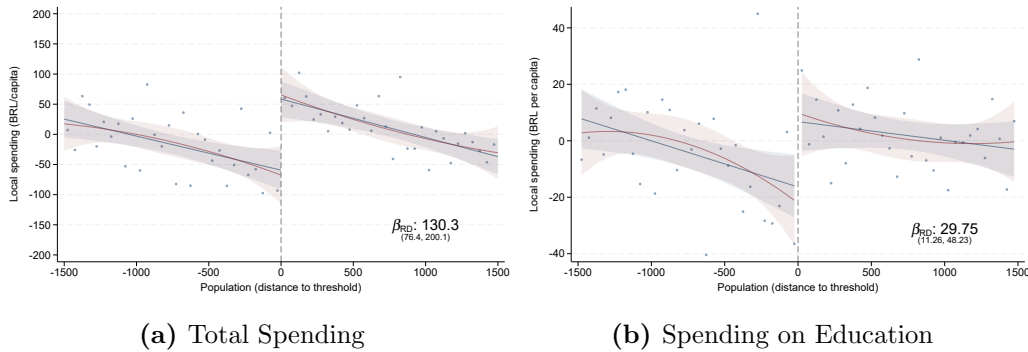 200
150
100
50
0
-50
-100
-150
-200
Local spending (BRL/capita)
βRD: 130.3
(76.4, 200.1)
-1500 -1000 -500 0 500 1000 1500
Population (distance to threshold)
(a) Total Spending
40
20
0
-20
-40
Local spending (BRL per capita)
βRD: 29.75
(11.26, 48.23)
-1500 -1000 -500 0 500 1000 1500
Population (distance to threshold)
(b) Spending on Education